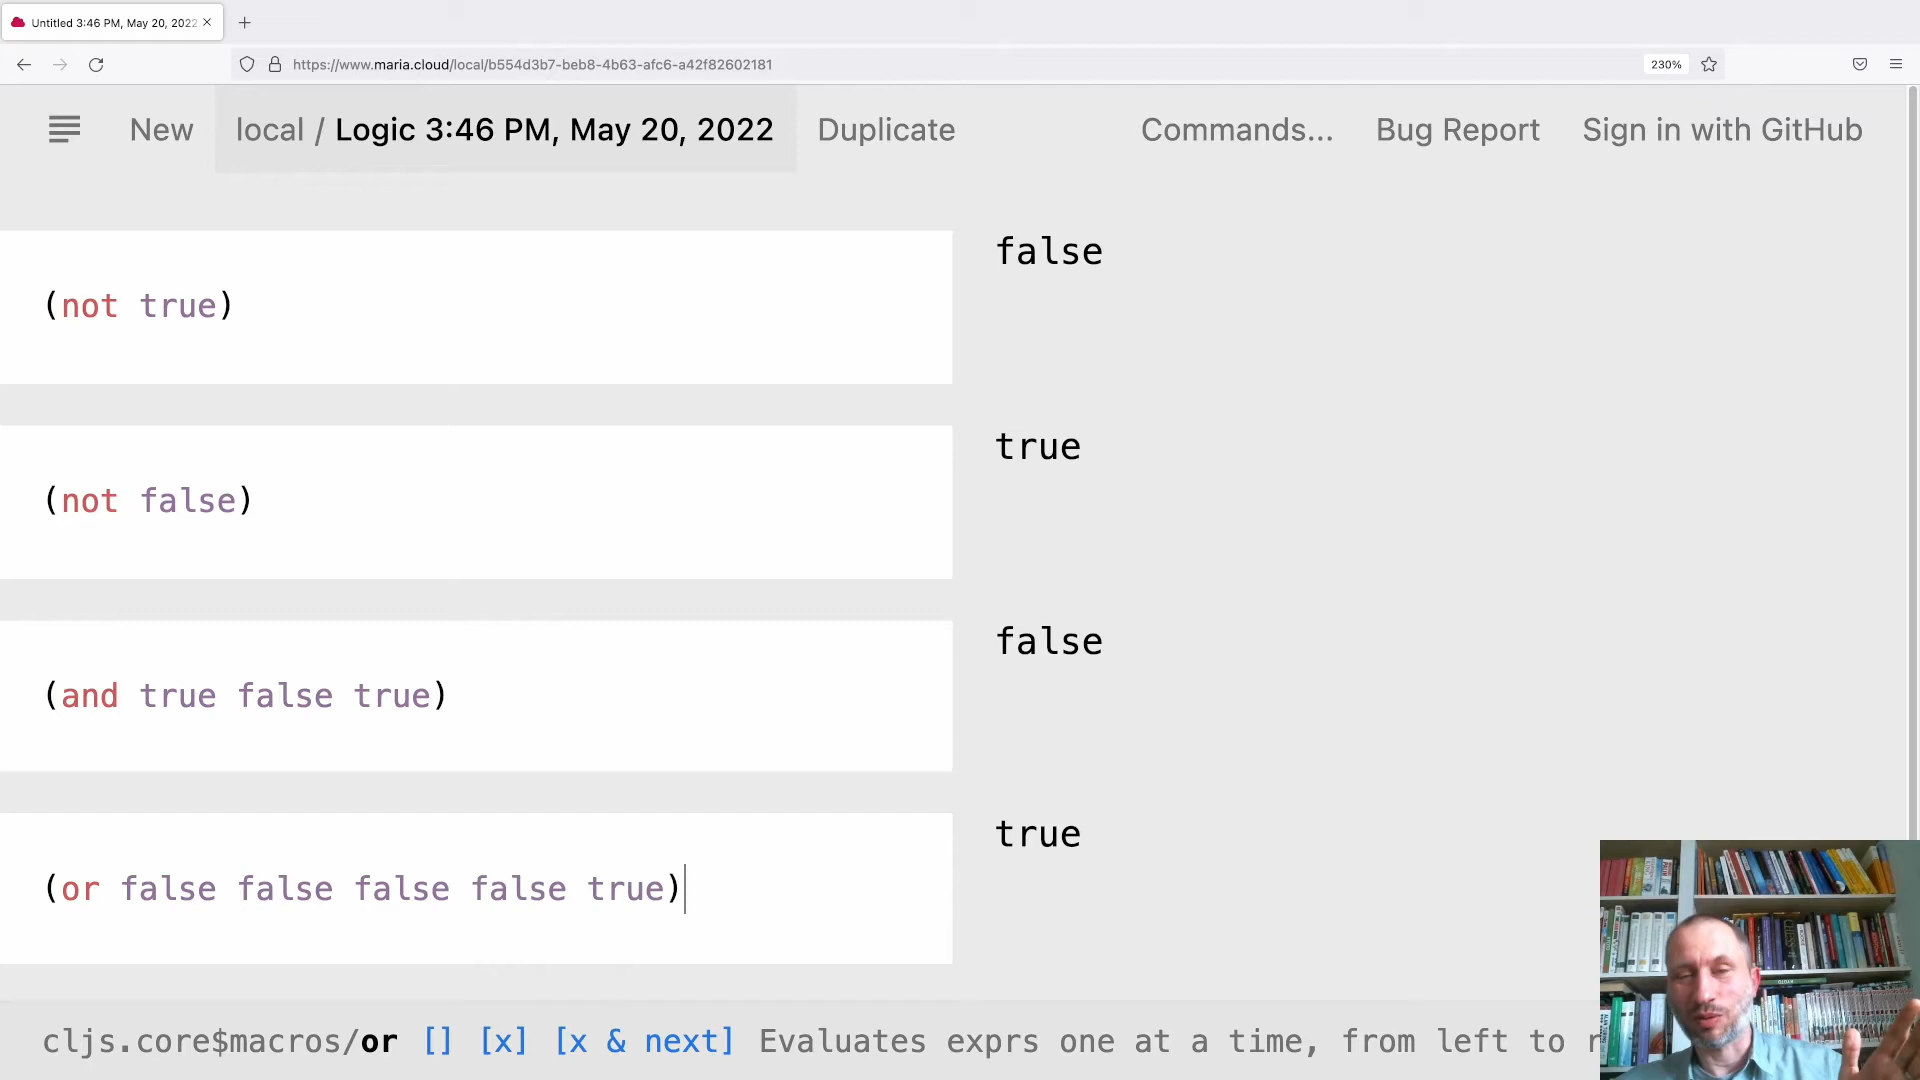 Untitled 3:46 PM, May 20, 2022
https://www.maria.cloud/local/b554d3b7-beb8-4b63-afc6-a42f82602181
230%
New
local / Logic 3:46 PM, May 20, 2022
Duplicate
Commands...
Bug Report
Sign in with GitHub
(not true)
false
(not false)
true
(and true false true)
false
(or false false false false true)
true
cljs.core$macros/or [] [x] [x & next] Evaluates exprs one at a time, from left to r